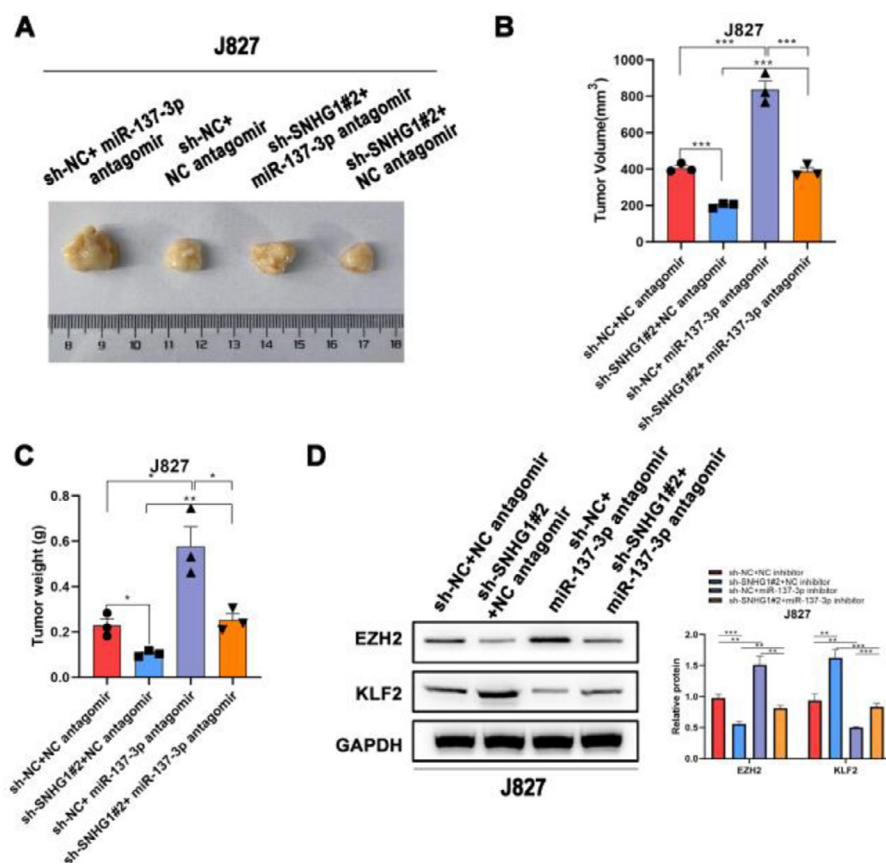 A
J827
sh-NC+ miR-137-3p
antagomir
sh-NC+
NC antagomir
sh-SNHG1#2+
miR-137-3p antagomir
sh-SNHG1#2+
NC antagomir
8 9 10 11 12 13 14 15 16 17 18
B
J827
***
***
***
***
Tumor Volume(mm3)
1000
800
600
400
200
0
sh-NC+NC antagomir
sh-SNHG1#2+NC antagomir
sh-NC+ miR-137-3p antagomir
sh-SNHG1#2+ miR-137-3p antagomir
C
J827
*
*
**
*
Tumor weight (g)
0.8
0.6
0.4
0.2
0.0
sh-NC+NC antagomir
sh-SNHG1#2+NC antagomir
sh-NC+ miR-137-3p antagomir
sh-SNHG1#2+ miR-137-3p antagomir
D
sh-NC+NC antagomir
sh-SNHG1#2
+NC antagomir
sh-NC+
miR-137-3p antagomir
sh-SNHG1#2+
miR-137-3p antagomir
EZH2
KLF2
GAPDH
J827
sh-NC+NC inhibitor
sh-SNHG1#2+NC inhibitor
sh-NC+miR-137-3p inhibitor
sh-SNHG1#2+miR-137-3p inhibitor
J827
Relative protein
2.0
1.5
1.0
0.5
0.0
***
**
**
**
**
**
***
***
EZH2 KLF2